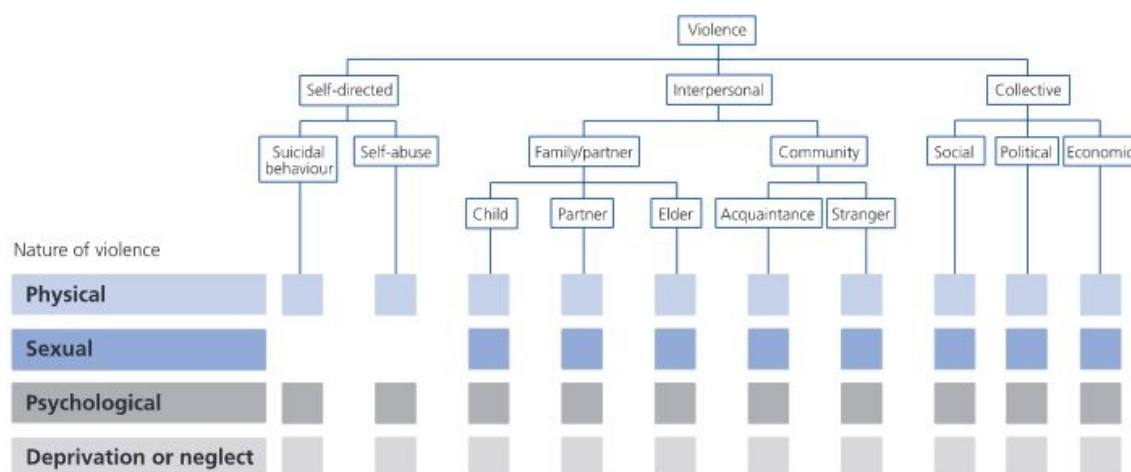 Violence
Self-directed
Interpersonal
Collective
Suicidal
behaviour
Self-abuse
Family/partner
Community
Social
Political
Economic
Child
Partner
Elder
Acquaintance
Stranger
Nature of violence
Physical
Sexual
Psychological
Deprivation or neglect